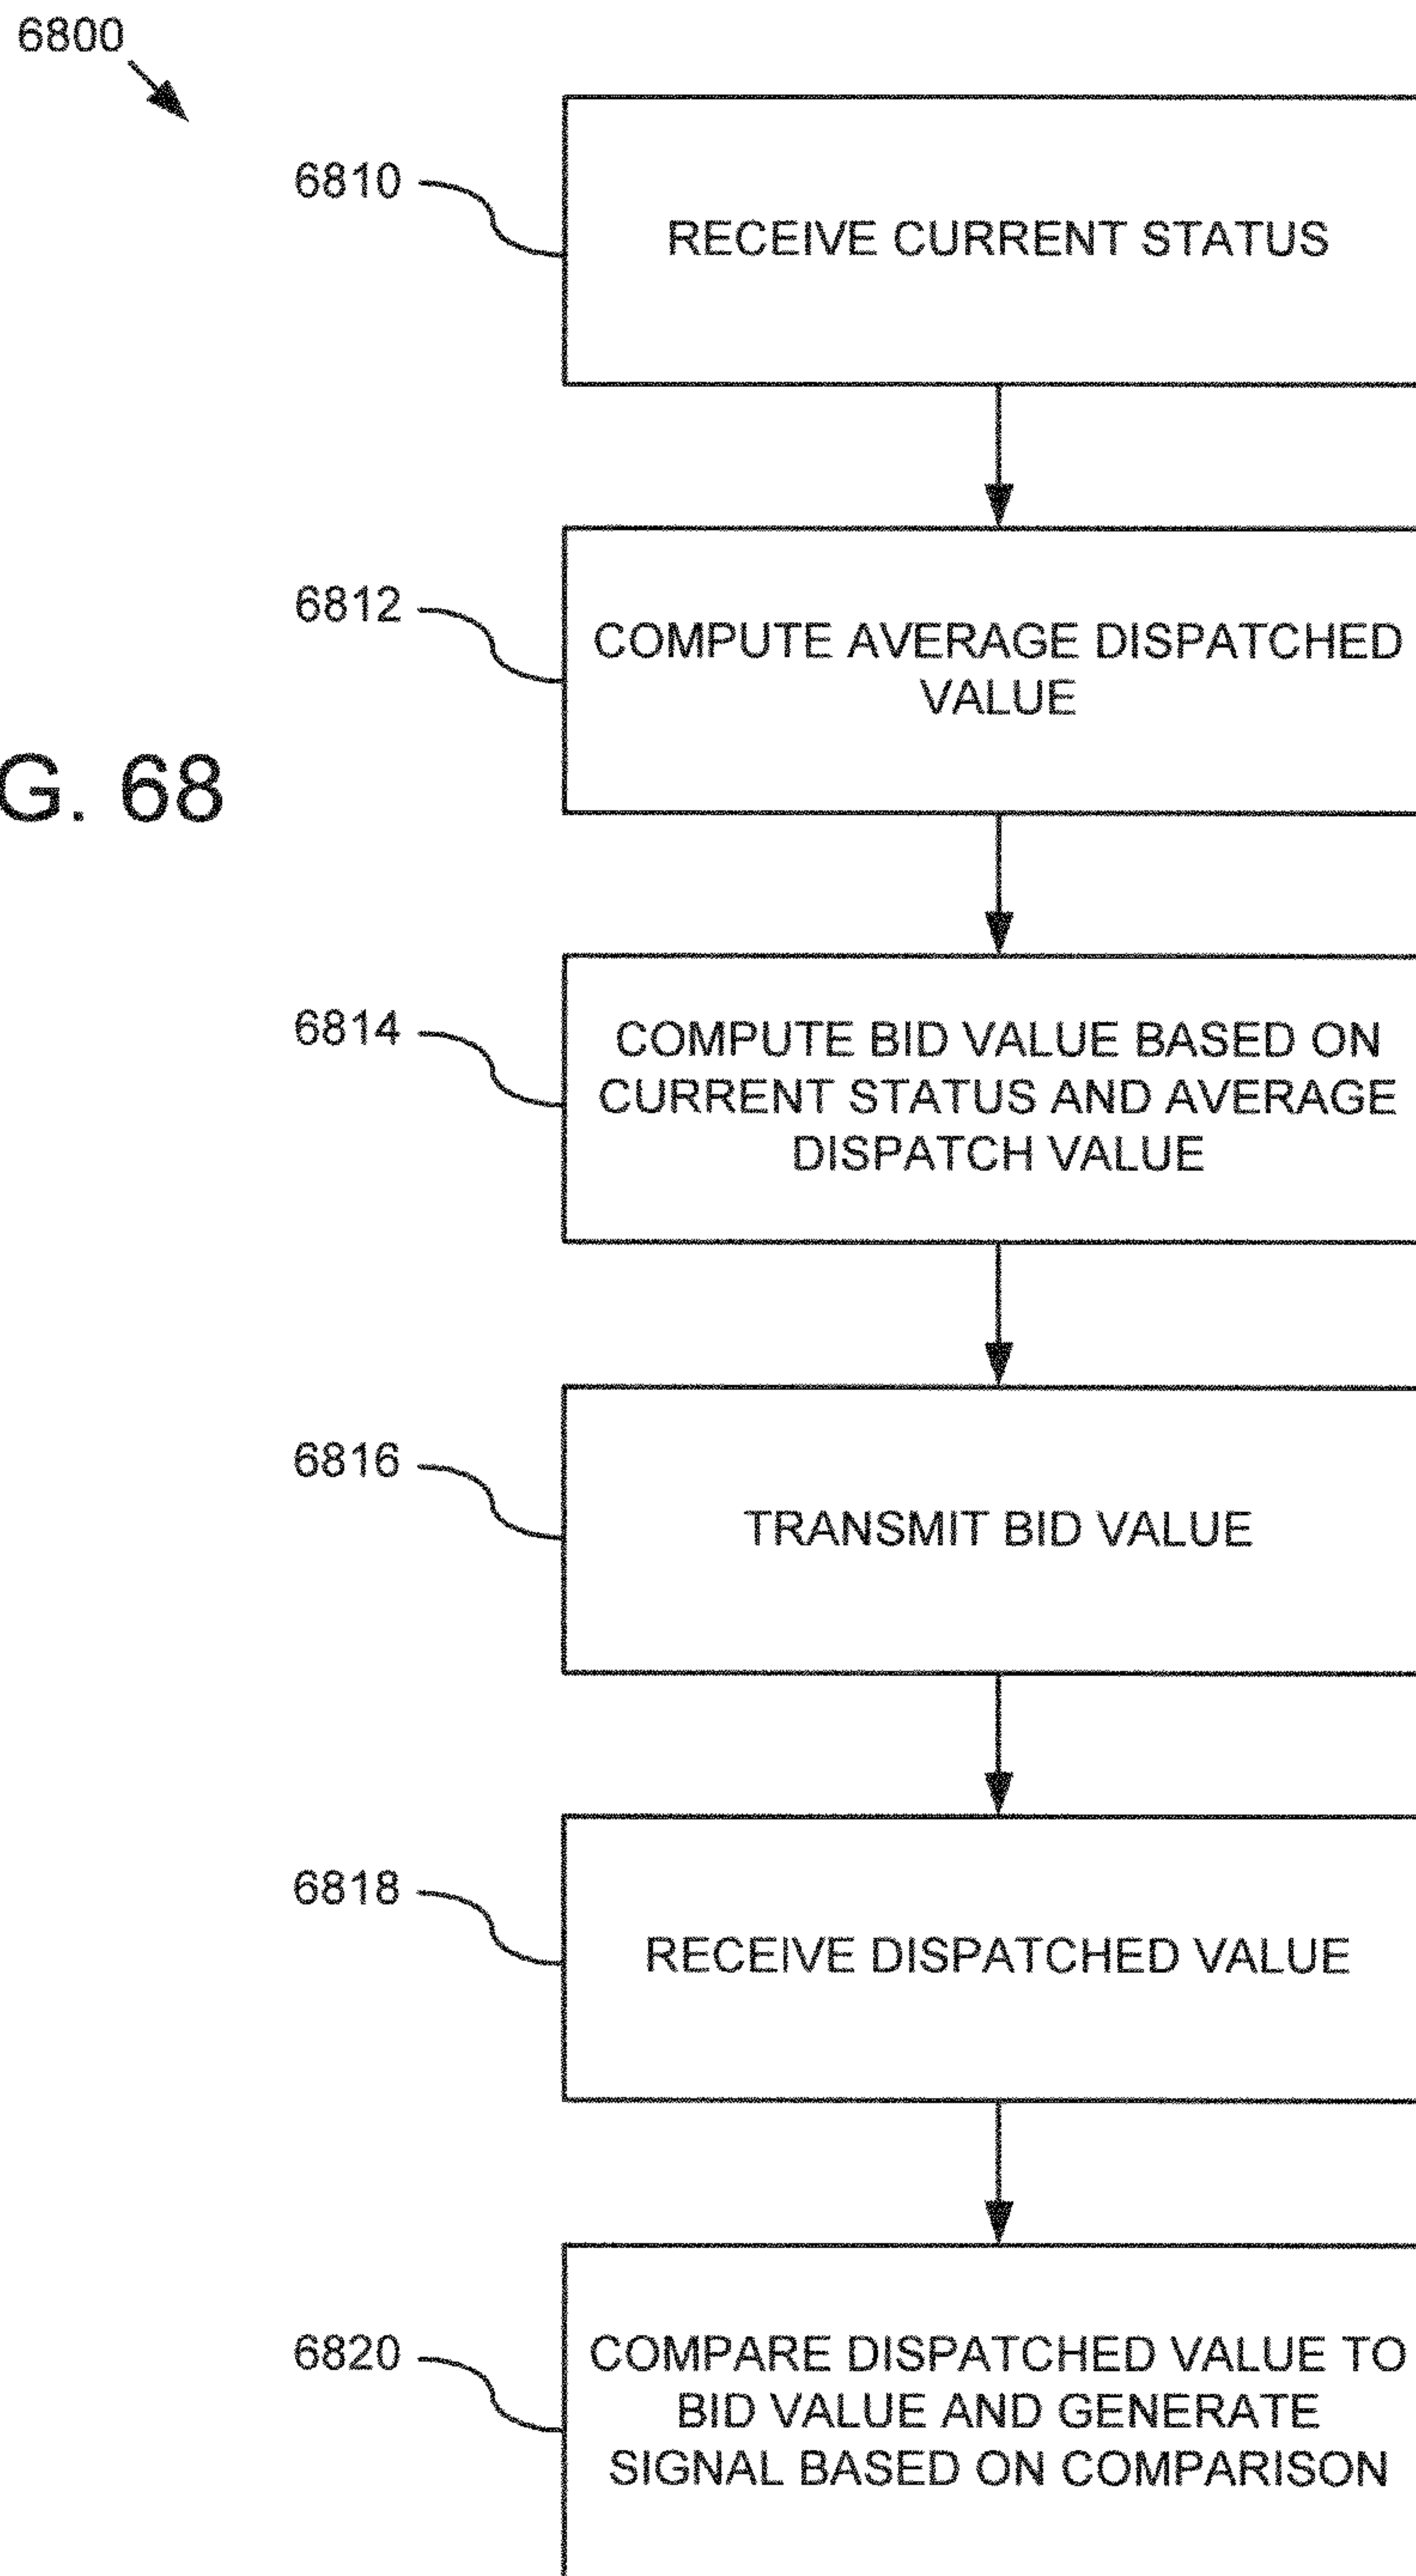 6800
6810
RECEIVE CURRENT STATUS
6812
COMPUTE AVERAGE DISPATCHED
VALUE
G. 68
6814
COMPUTE BID VALUE BASED ON
CURRENT STATUS AND AVERAGE
DISPATCH VALUE
6816
TRANSMIT BID VALUE
6818
RECEIVE DISPATCHED VALUE
6820
COMPARE DISPATCHED VALUE TO
BID VALUE AND GENERATE
SIGNAL BASED ON COMPARISON